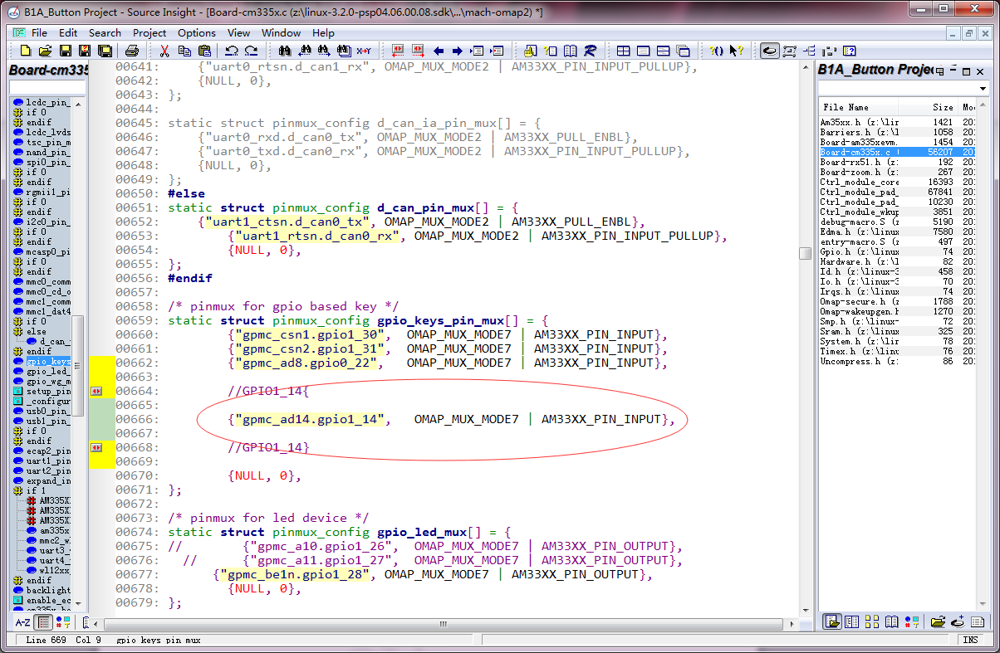 B1A_Button Project - Source Insight - [Board-cm335x.c (z:\linux-3.2.0-psp04.06.00.08.sdk\...\mach-omap2) *]
File Edit Search Project Options View Window Help
Board-cm335
lcdc_pin_
if 0
endif
lcdc_lvds
tsc_pin_m
nand_pin_
spi0_pin_
if 0
endif
rgmii1_pi
if 0
endif
i2c0_pin_
if 0
endif
mcasp0_pi
if 0
endif
mmc0_comm
mmc0_cd_o
mmc1_comm
mmc1_dat4
if 0
else
d_can_
endif
gpio_keys
gpio_led_
gpio_wg_m
setup_pin
_configur
usb0_pin_
usb1_pin_
if 0
endif
ecap2_pin
uart1_pin
uart2_pin
expand_in
if 1
AM335X
AM335X
AM335X
am335x
mmc2_wl
uart3_
uart4_
wl12xx_
endif
backlight
enable_ec
A-Z
00641: {"uart0_rtsn.d_can1_rx", OMAP_MUX_MODE2 | AM33XX_PIN_INPUT_PULLUP},
00642: {NULL, 0},
00643: };
00644:
00645: static struct pinmux_config d_can_ia_pin_mux[] = {
00646: {"uart0_rxd.d_can0_tx", OMAP_MUX_MODE2 | AM33XX_PULL_ENBL},
00647: {"uart0_txd.d_can0_rx", OMAP_MUX_MODE2 | AM33XX_PIN_INPUT_PULLUP},
00648: {NULL, 0},
00649: };
00650: #else
00651: static struct pinmux_config d_can_pin_mux[] = {
00652: {"uart1_ctsn.d_can0_tx", OMAP_MUX_MODE2 | AM33XX_PULL_ENBL},
00653: {"uart1_rtsn.d_can0_rx", OMAP_MUX_MODE2 | AM33XX_PIN_INPUT_PULLUP},
00654: {NULL, 0},
00655: };
00656: #endif
00657:
00658: /* pinmux for gpio based key */
00659: static struct pinmux_config gpio_keys_pin_mux[] = {
00660: {"gpmc_csn1.gpio1_30", OMAP_MUX_MODE7 | AM33XX_PIN_INPUT},
00661: {"gpmc_csn2.gpio1_31", OMAP_MUX_MODE7 | AM33XX_PIN_INPUT},
00662: {"gpmc_ad8.gpio0_22", OMAP_MUX_MODE7 | AM33XX_PIN_INPUT},
00663:
00664: //GPIO1_14{
00665:
00666: {"gpmc_ad14.gpio1_14", OMAP_MUX_MODE7 | AM33XX_PIN_INPUT},
00667:
00668: //GPIO1_14}
00669:
00670: {NULL, 0},
00671: };
00672:
00673: /* pinmux for led device */
00674: static struct pinmux_config gpio_led_mux[] = {
00675: // {"gpmc_a10.gpio1_26", OMAP_MUX_MODE7 | AM33XX_PIN_OUTPUT},
00676: // {"gpmc_a11.gpio1_27", OMAP_MUX_MODE7 | AM33XX_PIN_OUTPUT},
00677: {"gpmc_be1n.gpio1_28", OMAP_MUX_MODE7 | AM33XX_PIN_OUTPUT},
00678: {NULL, 0},
00679: };
B1A_Button Projec
File Name Size Mo
Am35xx.h (z:\lin 1421 20
Barriers.h (z:\l 1058 20
Board-am335xevm. 1454 20
Board-cm335x.c ( 56207 20
Board-rx51.h (z: 192 20
Board-zoom.h (z: 267 20
Ctrl_module_core 16393 20
Ctrl_module_pad_ 67841 20
Ctrl_module_pad_ 10230 20
Ctrl_module_wkup 3851 20
debug-macro.S (z 5190 20
Edma.h (z:\linux 7580 20
entry-macro.S (z 497 20
Gpio.h (z:\linux 74 20
Hardware.h (z:\l 82 20
Id.h (z:\linux-3 458 20
Io.h (z:\linux-3 70 20
Irqs.h (z:\linux 74 20
Omap-secure.h (z 1788 20
Omap-wakeupgen.h 1270 20
Smp.h (z:\linux- 72 20
Sram.h (z:\linux 325 20
System.h (z:\lin 78 20
Timex.h (z:\linu 76 20
Uncompress.h (z: 86 20
Line 669 Col 9 gpio keys pin mux
INS